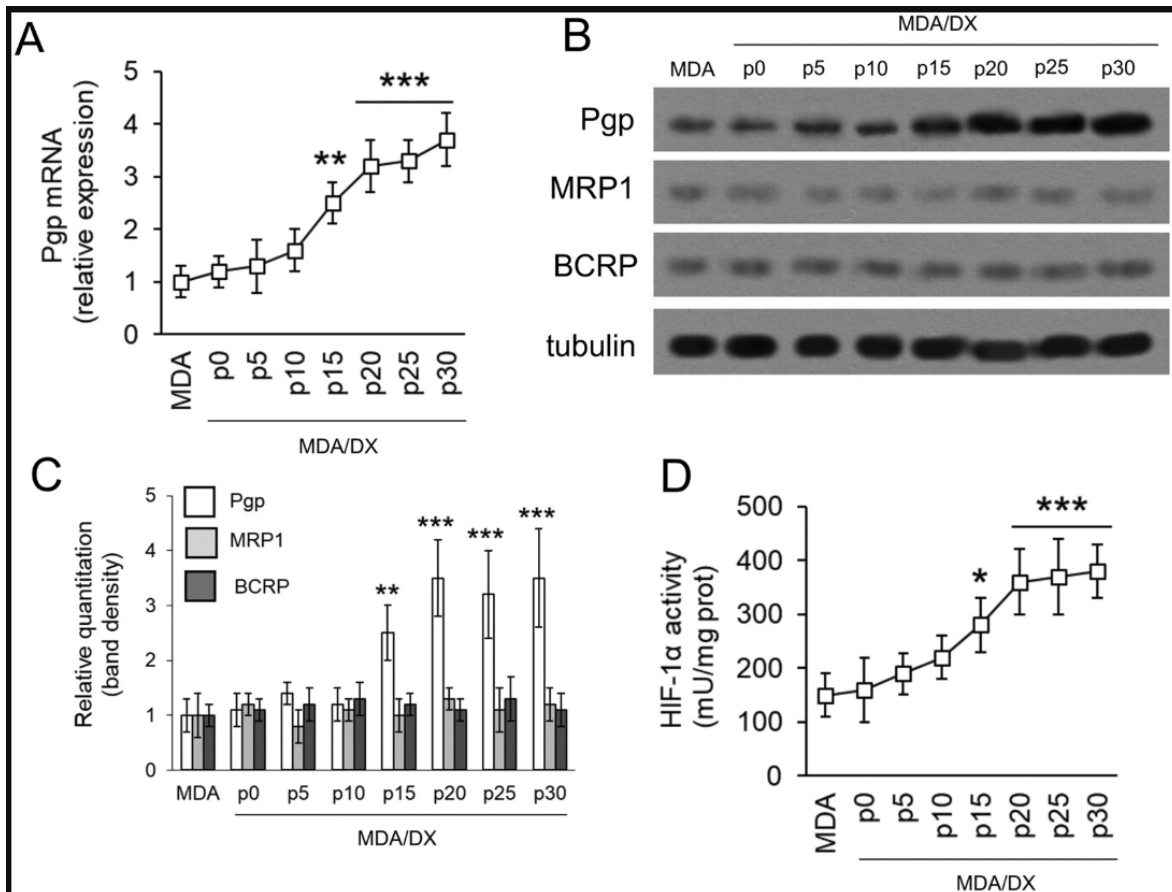 A
Pgp mRNA
(relative expression)
5
4
3
2
1
0
**
***
MDA
p0
p5
p10
p15
p20
p25
p30
MDA/DX
B
MDA/DX
MDA p0 p5 p10 p15 p20 p25 p30
Pgp
MRP1
BCRP
tubulin
C
Relative quantitation
(band density)
5
4
3
2
1
0
Pgp
MRP1
BCRP
** *** *** ***
MDA p0 p5 p10 p15 p20 p25 p30
MDA/DX
D
HIF-1α activity
(mU/mg prot)
500
400
300
200
100
0
*
***
MDA
p0
p5
p10
p15
p20
p25
p30
MDA/DX